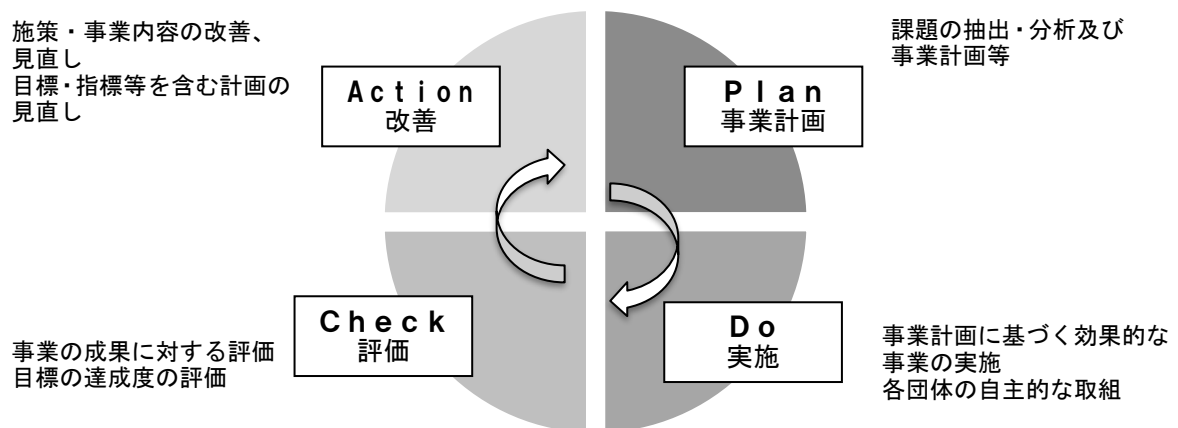 施策・事業内容の改善、
見直し
目標・指標等を含む計画の
見直し
Action
改善
Plan
事業計画
課題の抽出・分析及び
事業計画等
Check
評価
事業の成果に対する評価
目標の達成度の評価
Do
実施
事業計画に基づく効果的な
事業の実施
各団体の自主的な取組